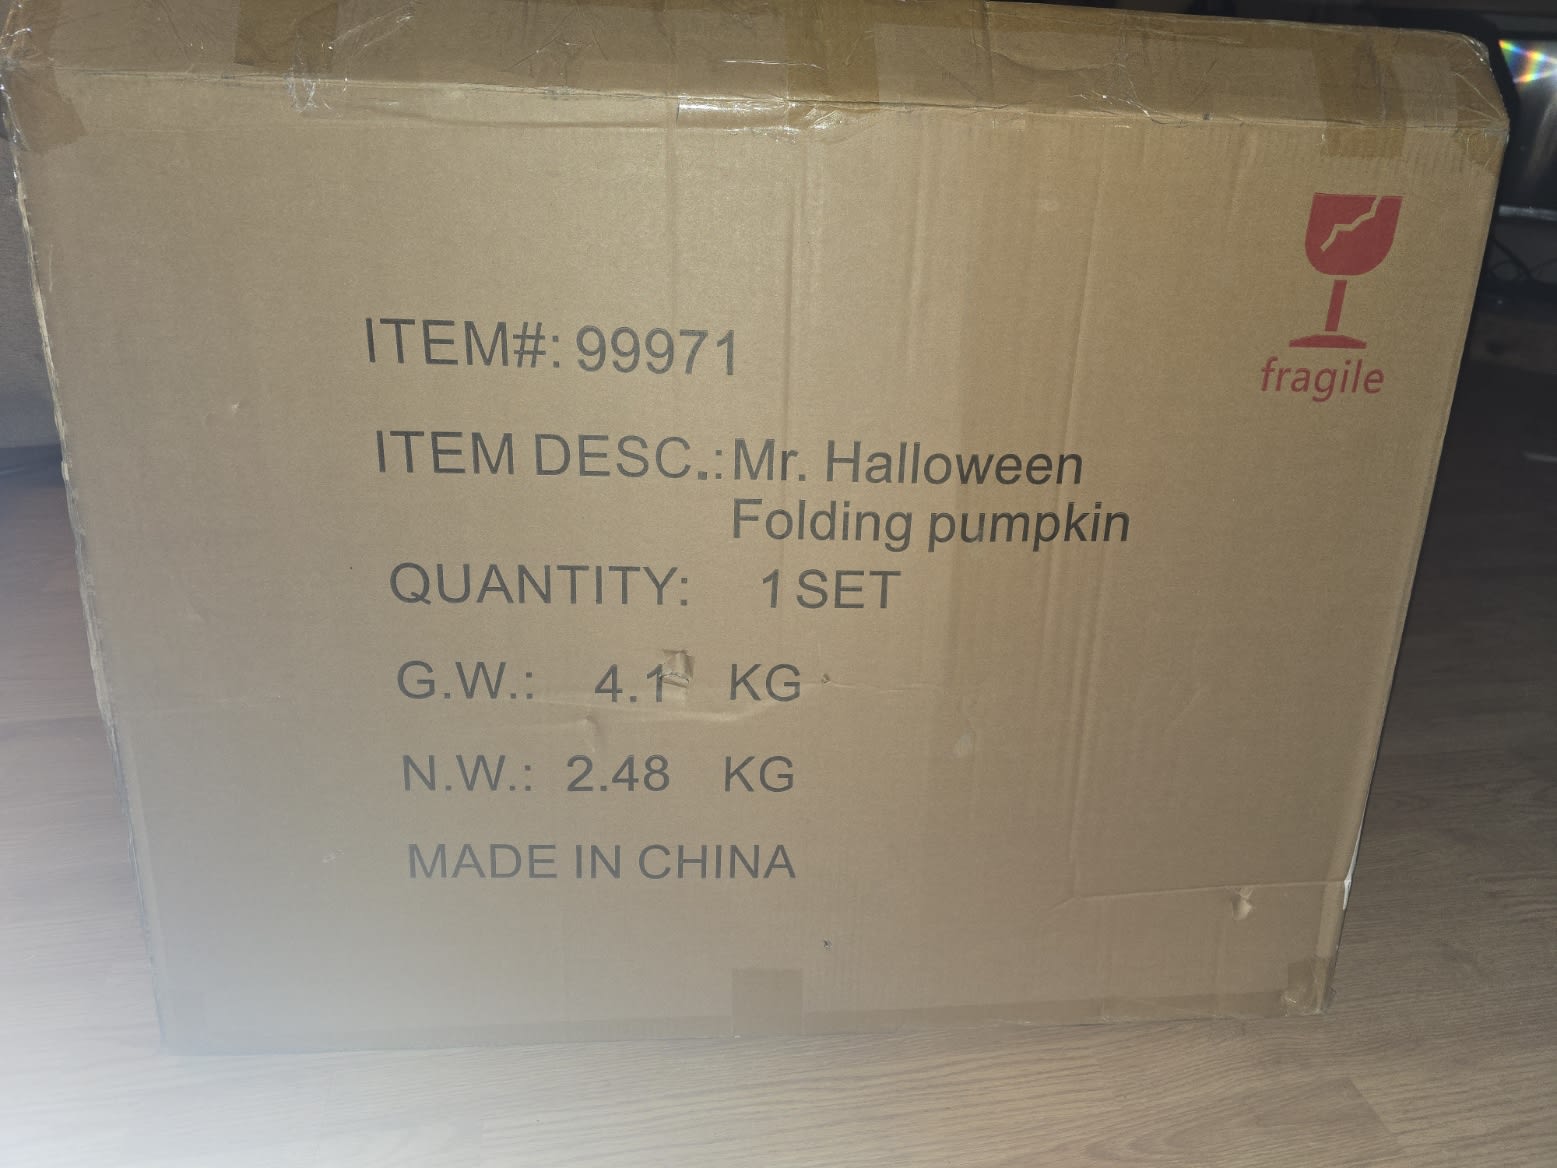 fragile
ITEM#: 99971
ITEM DESC.: Mr. Halloween
Folding pumpkin
QUANTITY: 1 SET
G.W.: 4.1 KG
N.W.: 2.48 KG
MADE IN CHINA